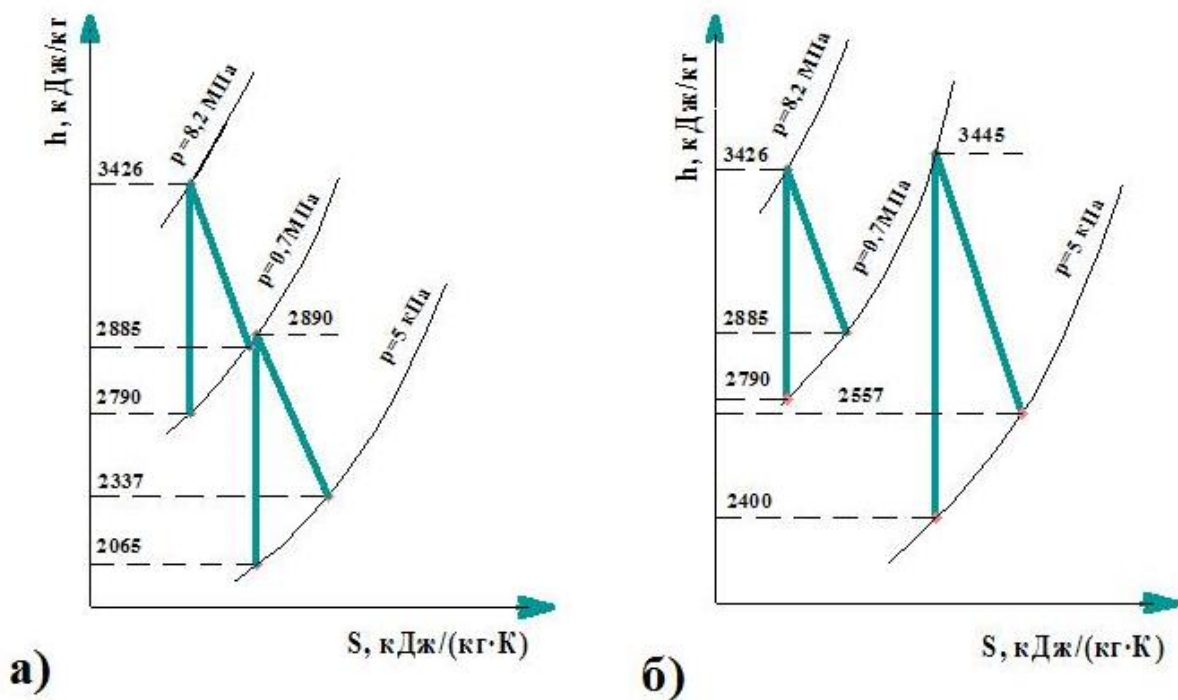 h, кДж/кг
p=8,2 МПа
3426
p=0,7МПа
2885
2890
p=5 кПа
2790
2337
2065
S, кДж/(кг·К)
а)
h, кДж/кг
p=8,2 МПа
3445
3426
p=0,7МПа
p=5 кПа
2885
2790
2557
2400
S, кДж/(кг·К)
б)